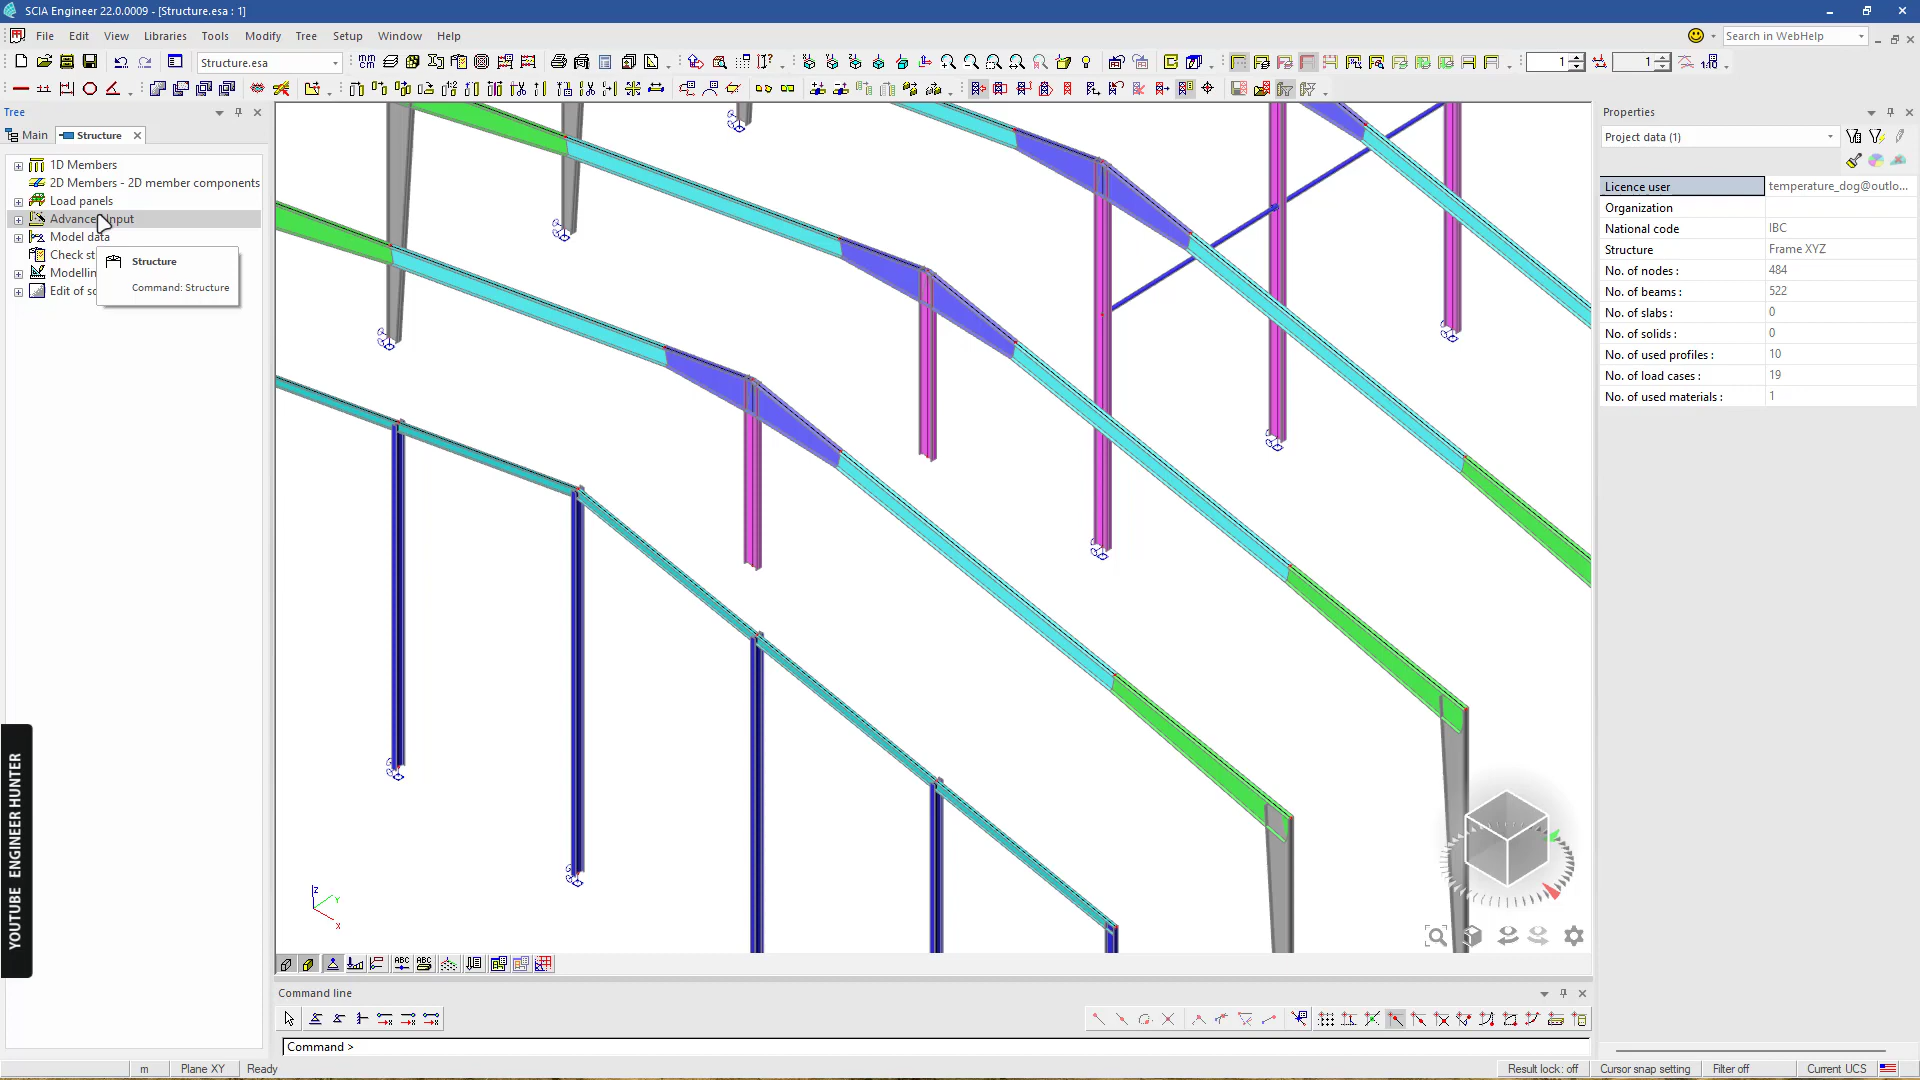 SCIA Engineer 22.0.0009 - [Structure.esa : 1]
File Edit View Libraries Tools Modify Tree Setup Window Help
Search in WebHelp
Structure.esa
1
1
Tree
Main
Structure
1D Members
2D Members - 2D member components
Load panels
Model data
Check st
Modellin
Edit of sc
Structure
Command: Structure
YOUTUBE ENGINEER HUNTER
Z
Y
X
ABC
ABC
Command line
Command >
m
Plane XY
Ready
Result lock: off
Cursor snap setting
Filter off
Current UCS
Properties
Project data (1)
Licence user temperature_dog@outlo...
Organization
National code IBC
Structure Frame XYZ
No. of nodes : 484
No. of beams : 522
No. of slabs : 0
No. of solids : 0
No. of used profiles : 10
No. of load cases : 19
No. of used materials : 1